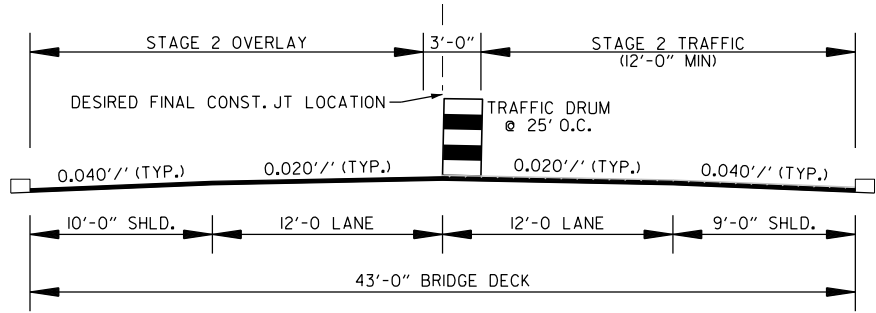 STAGE 2 OVERLAY
3'-0"
STAGE 2 TRAFFIC
(12'-0" MIN)
DESIRED FINAL CONST. JT LOCATION
TRAFFIC DRUM
@ 25' O.C.
0.040'/' (TYP.)
0.020'/' (TYP.)
0.020'/' (TYP.)
0.040'/' (TYP.)
10'-0" SHLD.
12'-0 LANE
12'-0 LANE
9'-0" SHLD.
43'-0" BRIDGE DECK